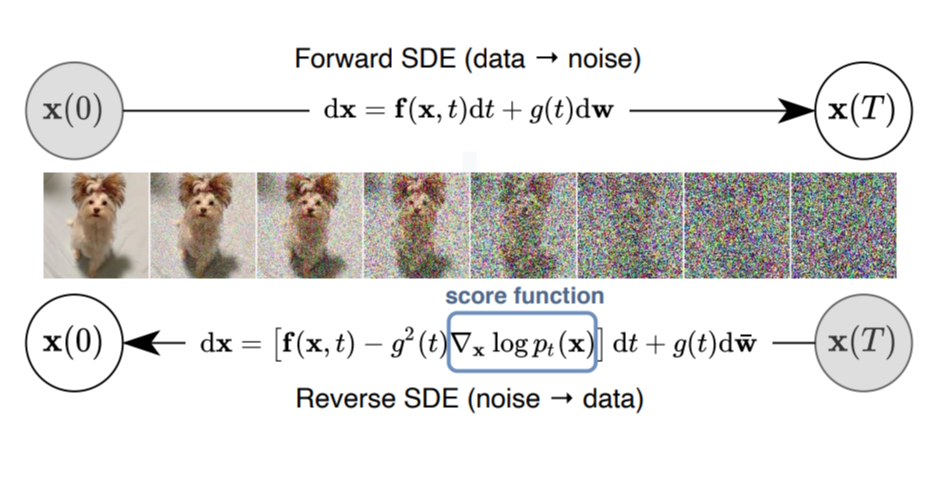 Forward SDE (data → noise)
x(0) dx = f(x, t)dt + g(t)dw x(T)
score function
x(0) dx = [f(x, t) − g²(t)∇ₓ log pₜ(x)] dt + g(t)dw̄ x(T)
Reverse SDE (noise → data)